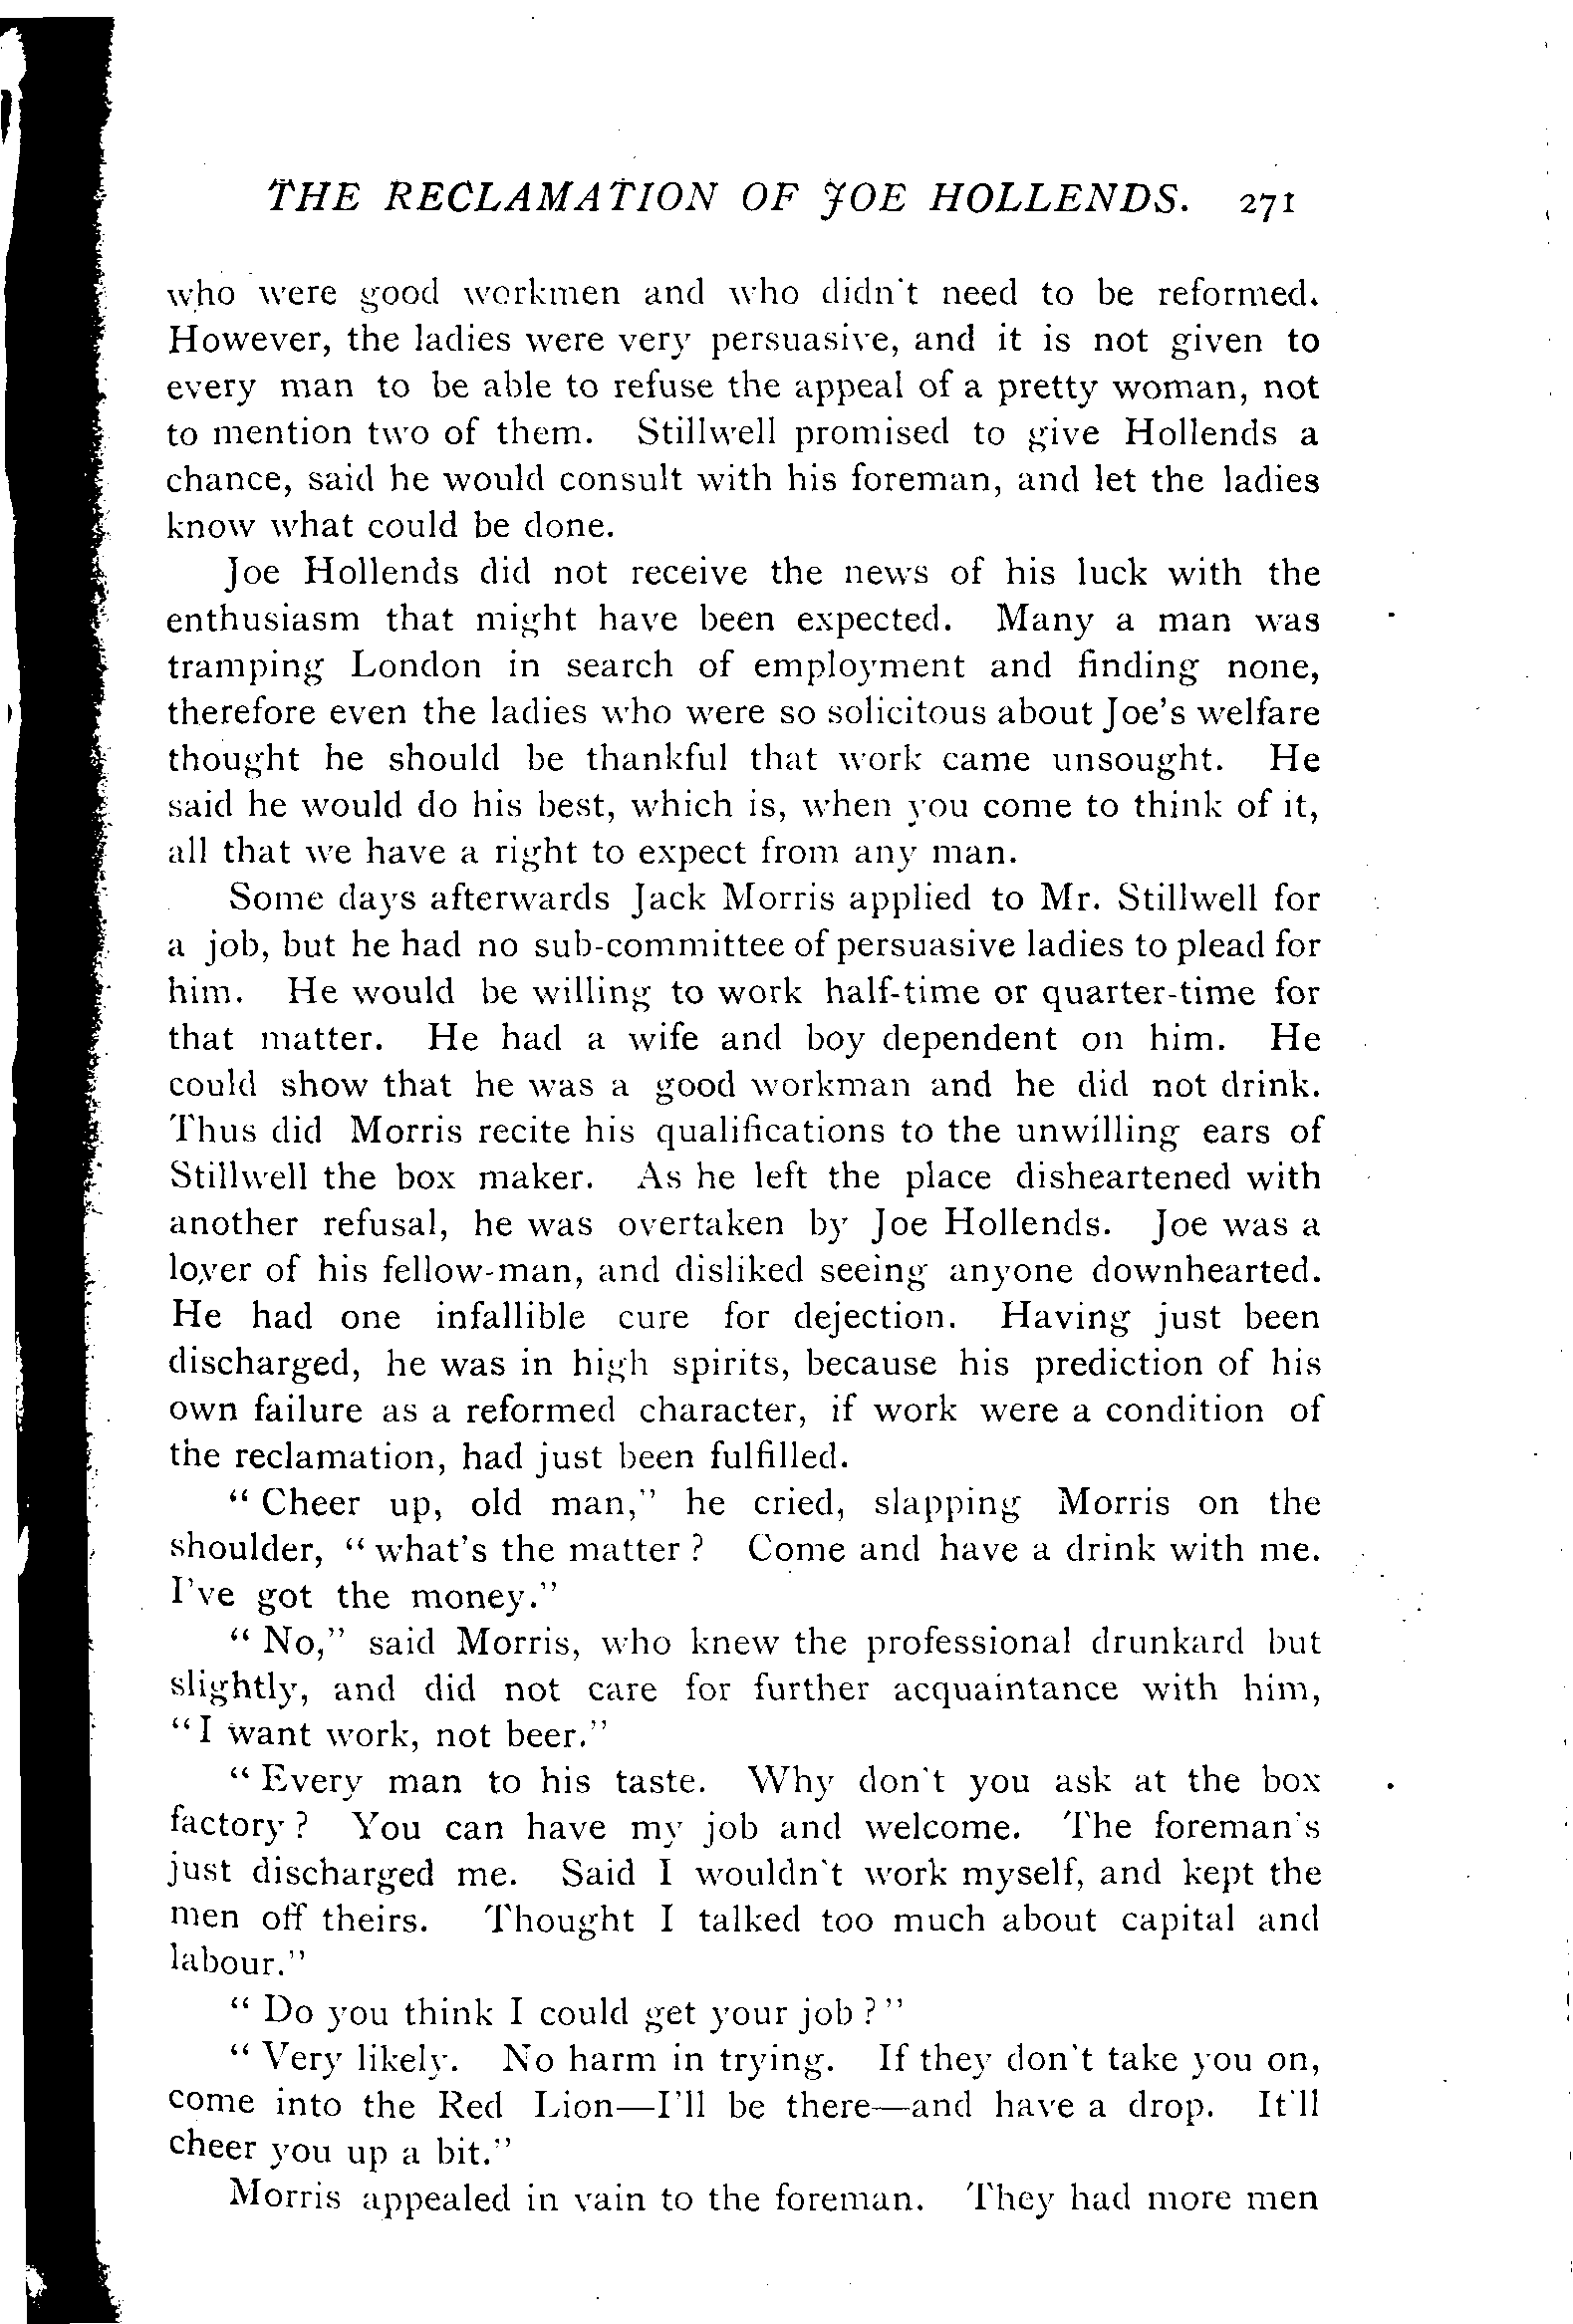 THE RECLAMATION OF JOE HOLLENDS. 271
who were good workmen and who didn't need to be reformed.
However, the ladies were very persuasive, and it is not given to
every man to be able to refuse the appeal of a pretty woman, not
to mention two of them. Stillwell promised to give Hollends a
chance, said he would consult with his foreman, and let the ladies
know what could be done.
Joe Hollends did not receive the news of his luck with the
enthusiasm that might have been expected. Many a man was
tramping London in search of employment and finding none,
therefore even the ladies who were so solicitous about Joe's welfare
thought he should be thankful that work came unsought. He
said he would do his best, which is, when you come to think of it,
all that we have a right to expect from any man.
Some days afterwards Jack Morris applied to Mr. Stillwell for
a job, but he had no sub-committee of persuasive ladies to plead for
him. He would be willing to work half-time or quarter-time for
that matter. He had a wife and boy dependent on him. He
could show that he was a good workman and he did not drink.
Thus did Morris recite his qualifications to the unwilling ears of
Stillwell the box maker. As he left the place disheartened with
another refusal, he was overtaken by Joe Hollends. Joe was a
lover of his fellow-man, and disliked seeing anyone downhearted.
He had one infallible cure for dejection. Having just been
discharged, he was in high spirits, because his prediction of his
own failure as a reformed character, if work were a condition of
the reclamation, had just been fulfilled.
"Cheer up, old man," he cried, slapping Morris on the
shoulder, "what's the matter? Come and have a drink with me.
I've got the money."
"No," said Morris, who knew the professional drunkard but
slightly, and did not care for further acquaintance with him,
"I want work, not beer."
"Every man to his taste. Why don't you ask at the box
factory? You can have my job and welcome. The foreman's
just discharged me. Said I wouldn't work myself, and kept the
men off theirs. Thought I talked too much about capital and
labour."
"Do you think I could get your job?"
"Very likely. No harm in trying. If they don't take you on,
come into the Red Lion—I'll be there—and have a drop. It'll
cheer you up a bit."
Morris appealed in vain to the foreman. They had more men